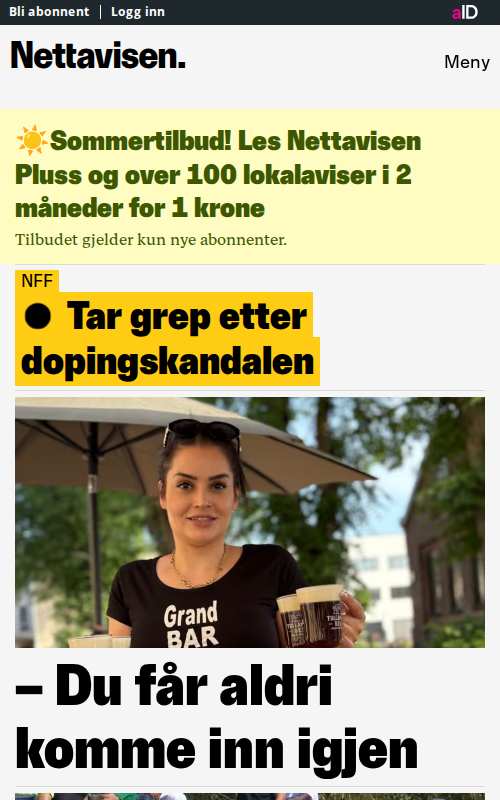 Bli abonnent
Logg inn
aID
Nettavisen.
Meny
Sommertilbud! Les Nettavisen
Pluss og over 100 lokalaviser i 2
måneder for 1 krone
Tilbudet gjelder kun nye abonnenter.
NFF
Tar grep etter
dopingskandalen
Grand
BAR
– Du får aldri
komme inn igjen